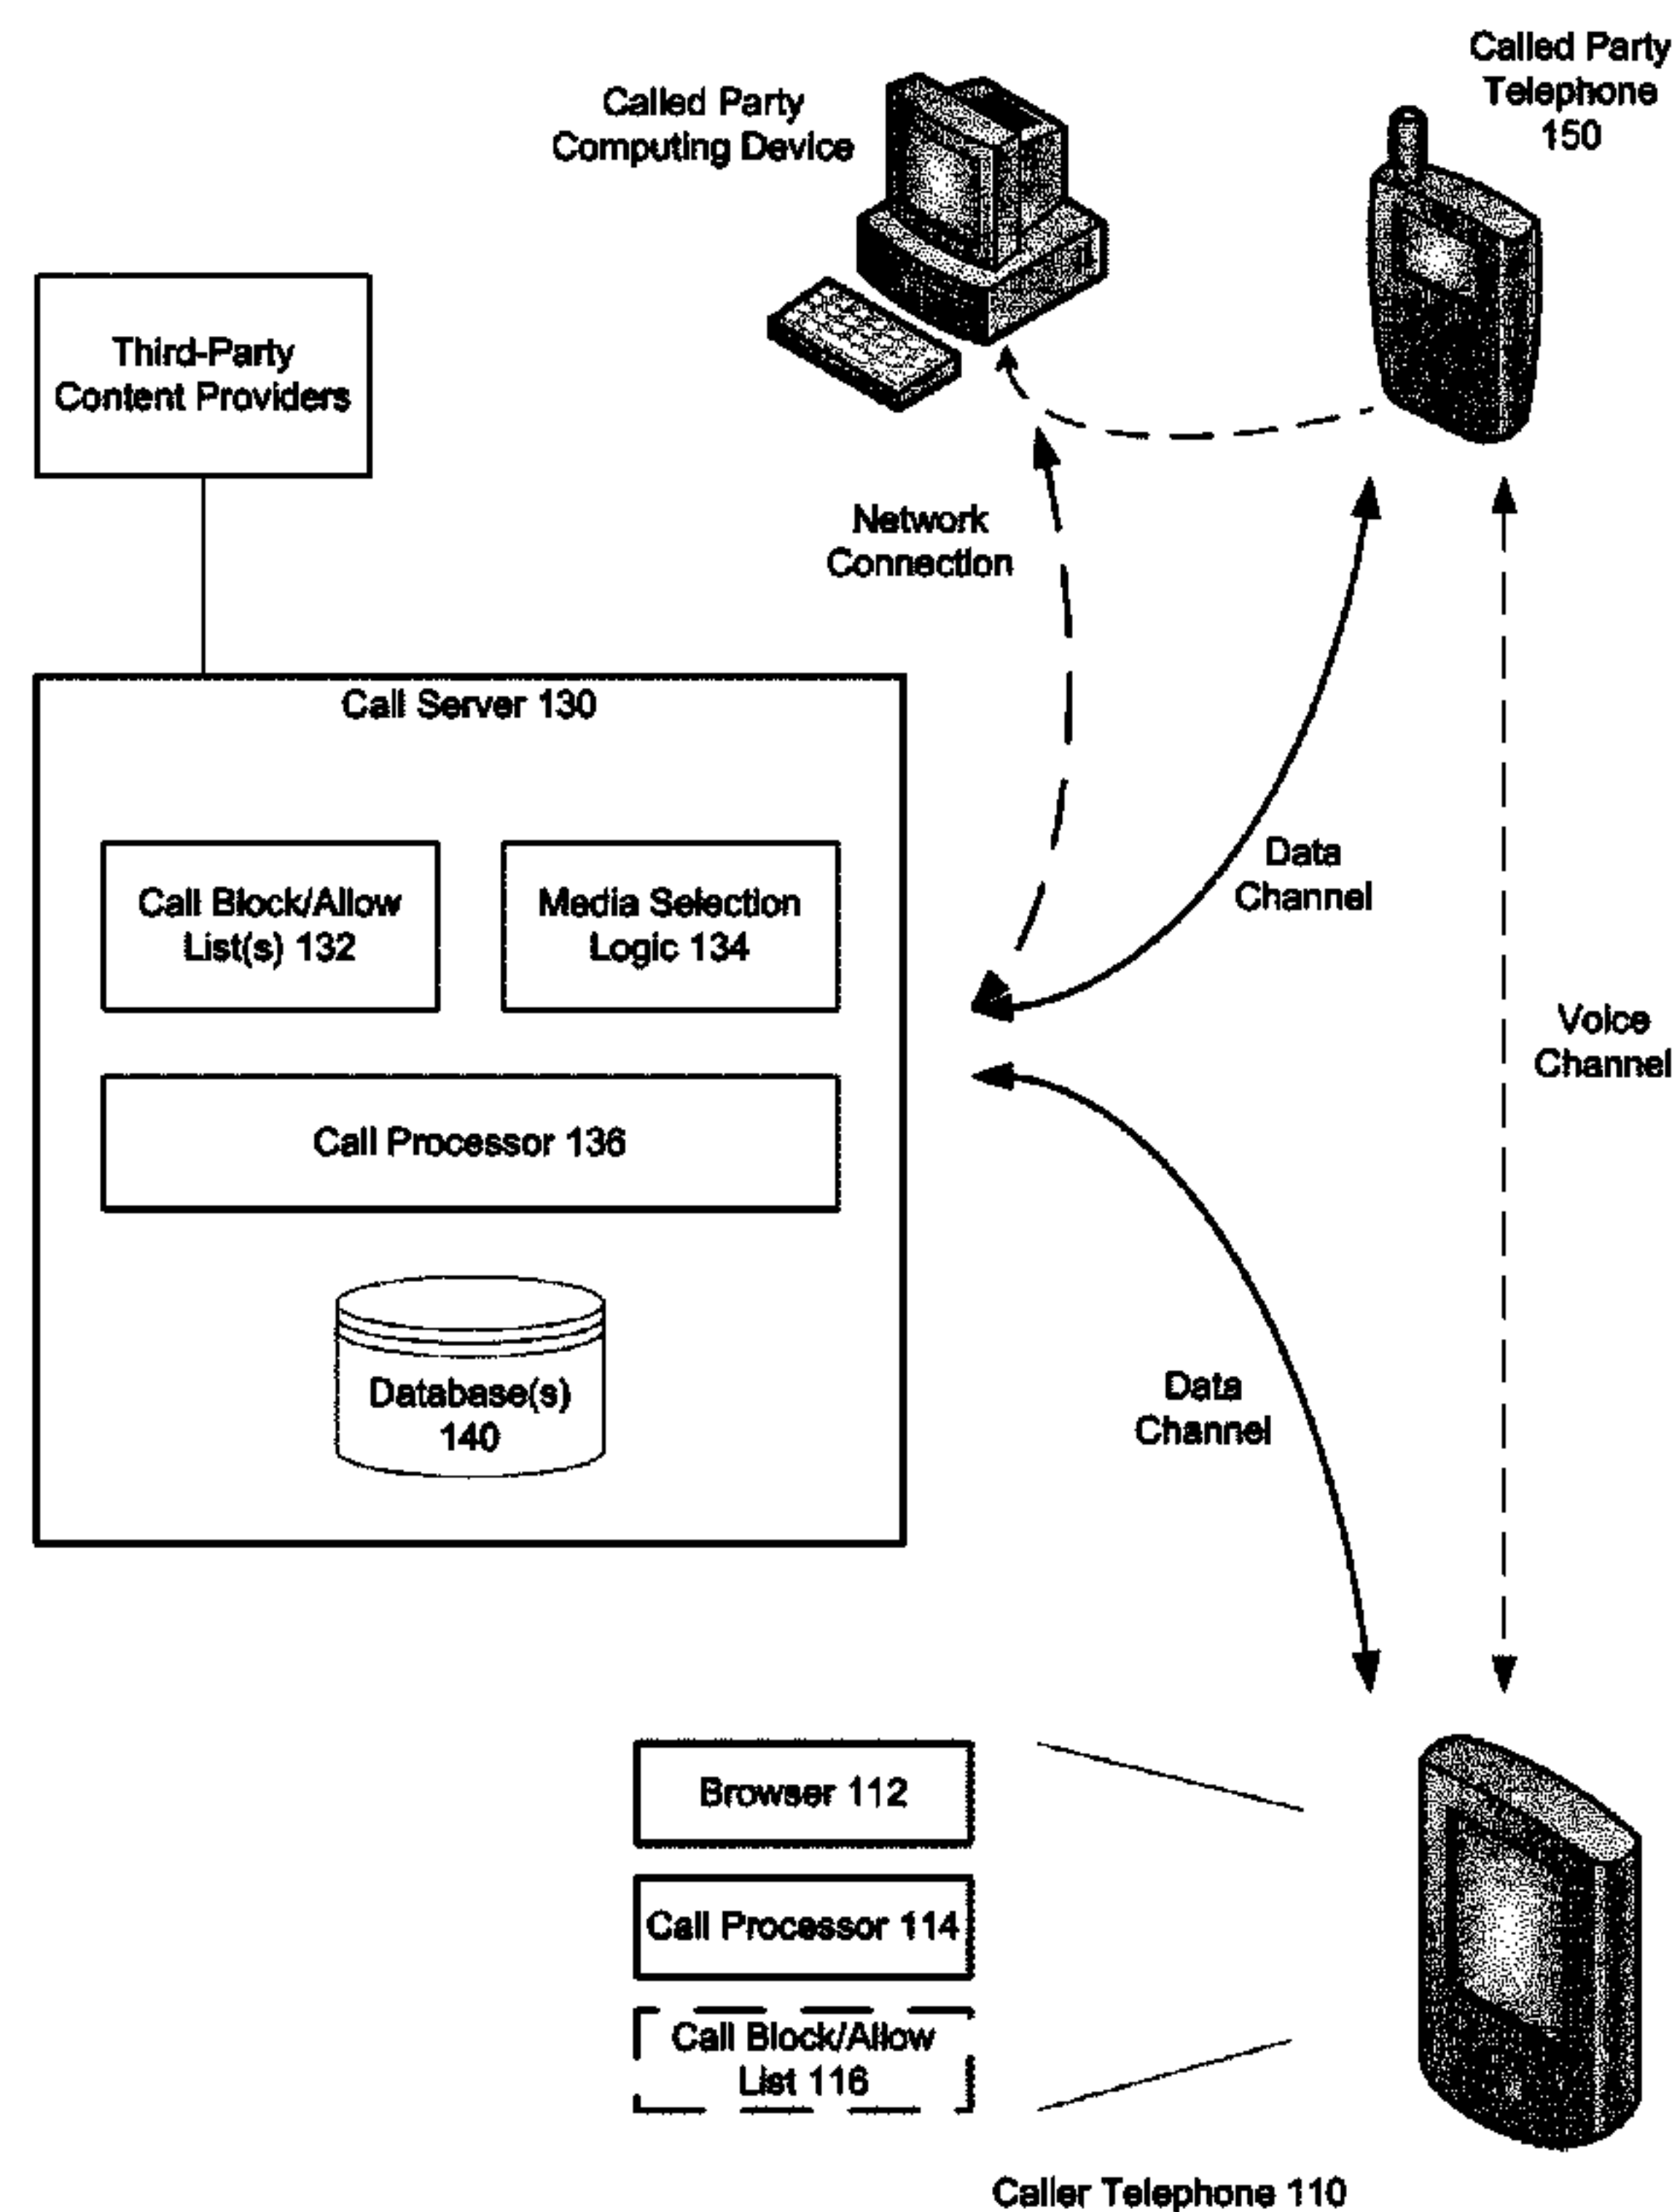 Called Party
Computing Device
Called Party
Telephone
150
Third-Party
Content Providers
Network
Connection
Call Server 130
Call Block/Allow
List(s) 132
Media Selection
Logic 134
Data
Channel
Voice
Channel
Call Processor 136
Database(s)
140
Data
Channel
Browser 112
Call Processor 114
Call Block/Allow
List 116
Caller Telephone 110